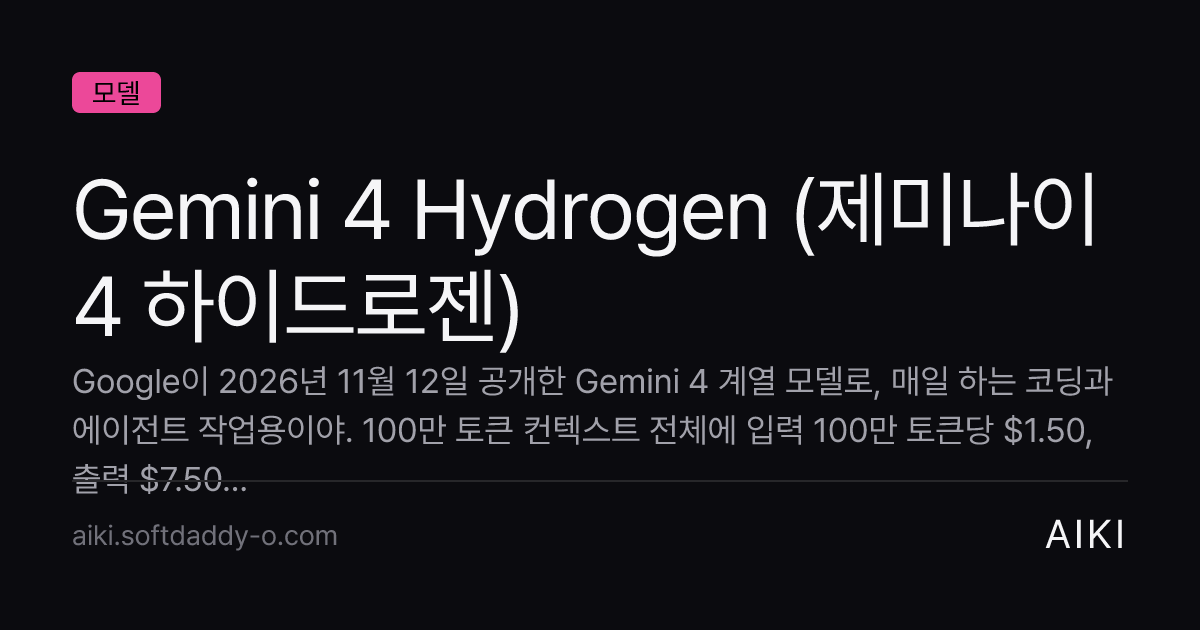 모델
Gemini 4 Hydrogen (제미나이
4 하이드로젠)
Google이 2026년 11월 12일 공개한 Gemini 4 계열 모델로, 매일 하는 코딩과
에이전트 작업용이야. 100만 토큰 컨텍스트 전체에 입력 100만 토큰당 $1.50,
출력 $7.50...
aiki.softdaddy-o.com
AIKI